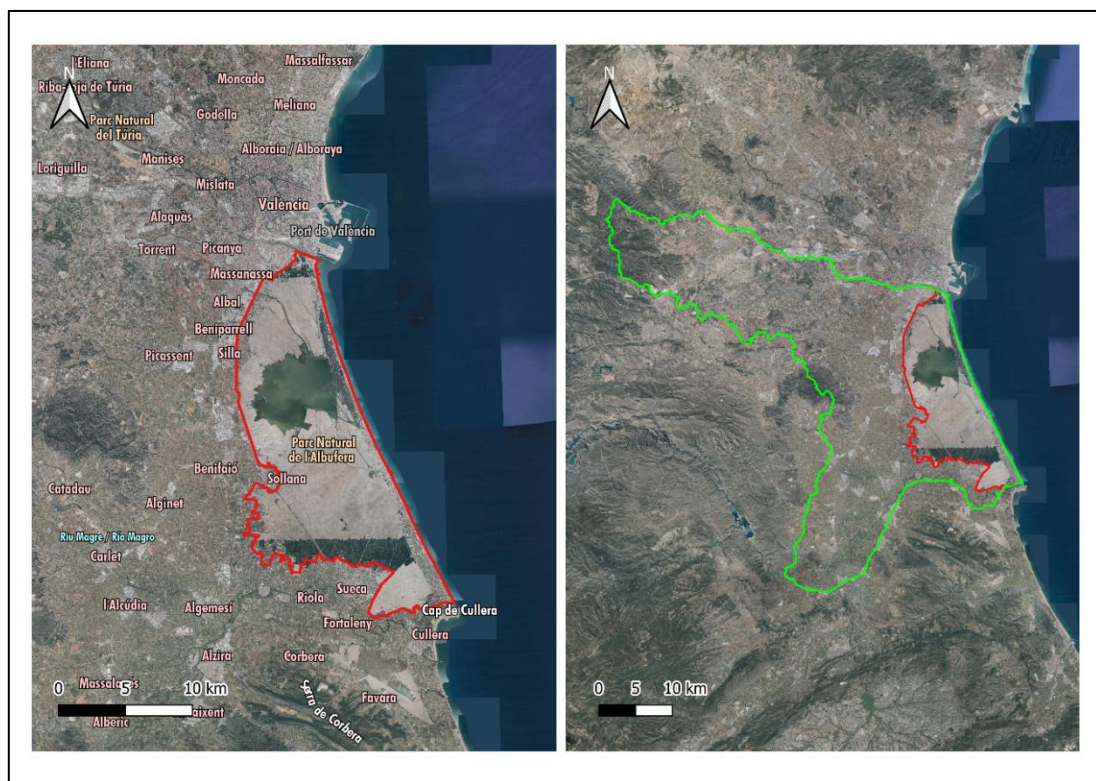 l'Eliana
Massalfassar
N
Moncada
Riba-roja de Túria
Meliana
Godella
Parc Natural
del Túria
Alboraia / Alboraya
Manises
Loriguilla
Mislata
València
Alaquàs
Port de València
Torrent
Picanya
Massanassa
Albal
Beniparrell
Picassent
Silla
Parc Natural
de l'Albufera
Benifaió
Sollana
Catadau
Alginet
Riu Magre / Río Magro
Carlet
Sueca
Riola
l'Alcúdia
Algemesí
Cap de Cullera
Fortaleny
Cullera
Alzira
Corbera
Serra de Corbera
Favara
0 5 10 km
Alberic
N
0 5 10 km